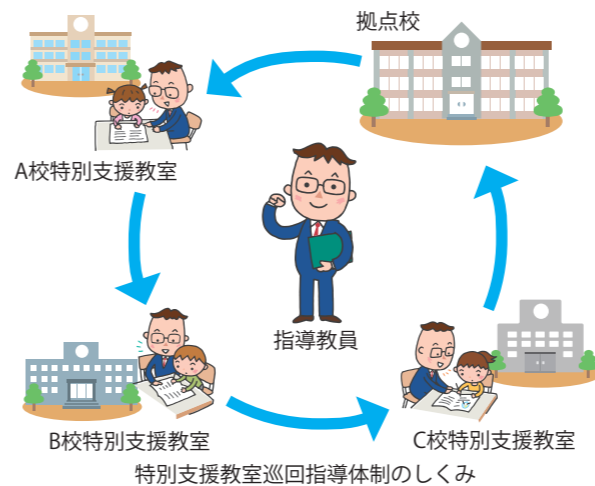 拠点校
A校特別支援教室
指導教員
B校特別支援教室
C校特別支援教室
特別支援教室巡回指導体制のしくみ